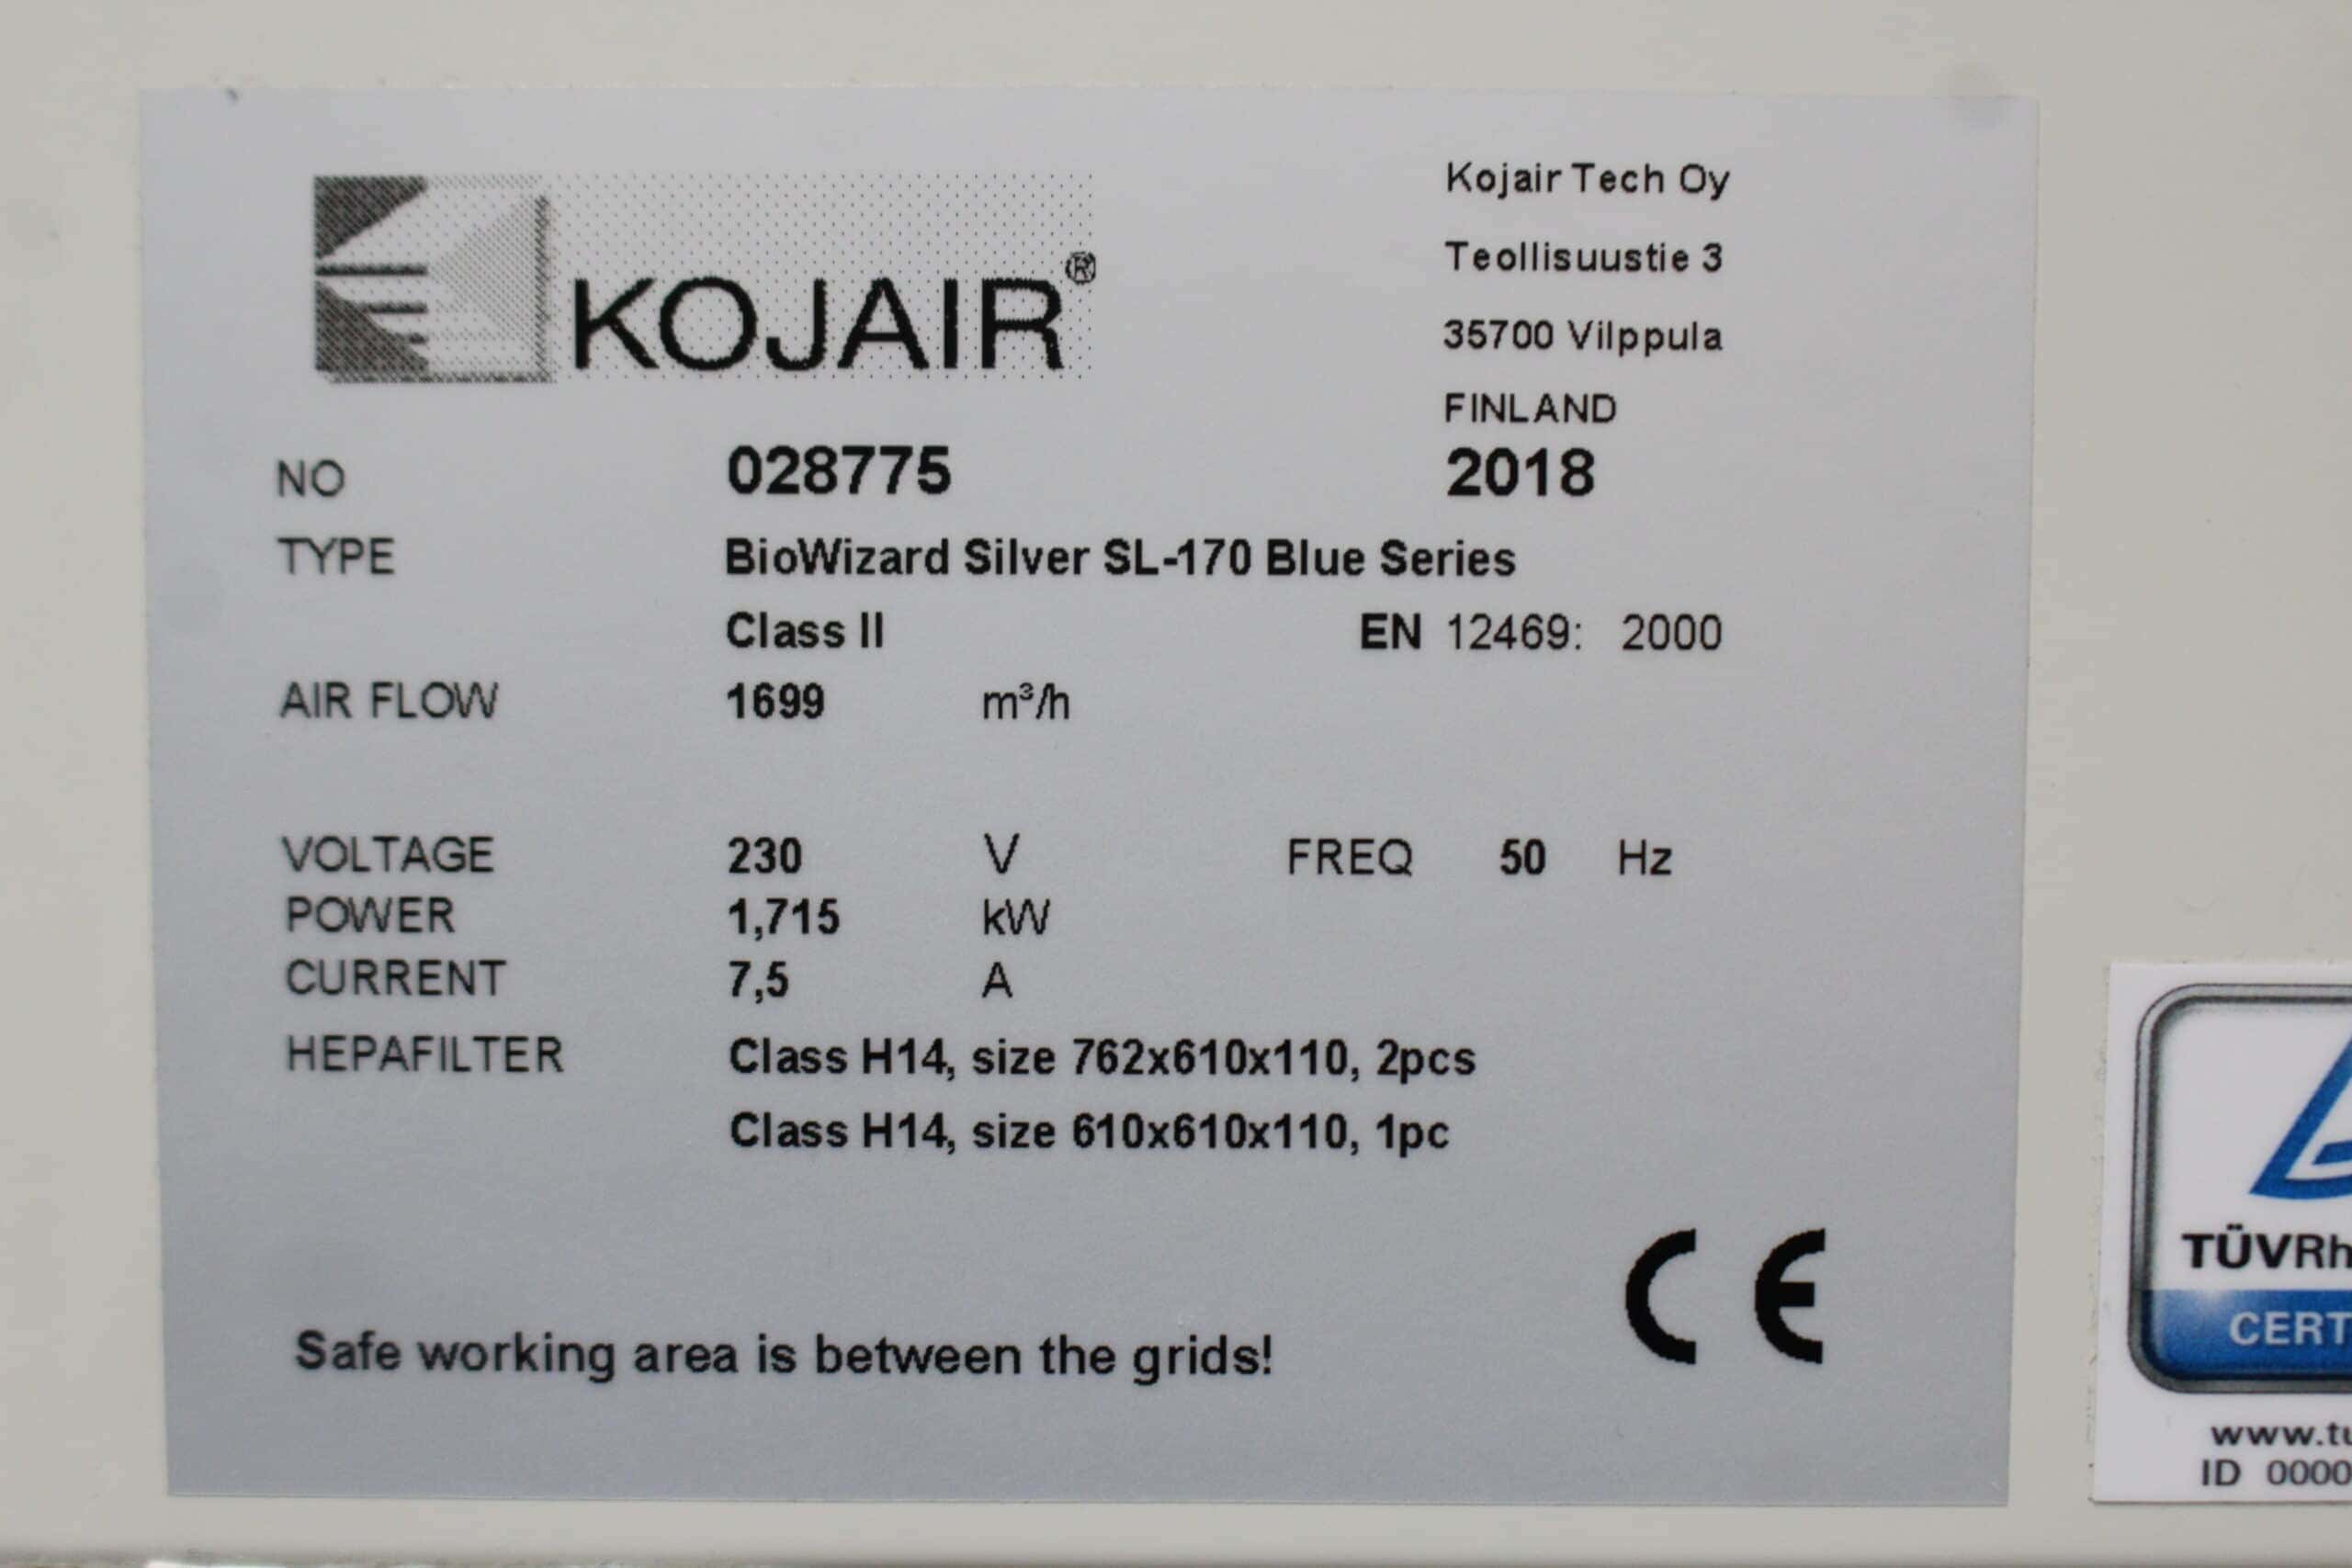 KOJAIR®
Kojair Tech Oy
Teollisuustie 3
35700 Vilppula
FINLAND
NO 028775 2018
TYPE BioWizard Silver SL-170 Blue Series
Class II EN 12469: 2000
AIR FLOW 1699 m³/h
VOLTAGE 230 V FREQ 50 Hz
POWER 1,715 kW
CURRENT 7,5 A
HEPAFILTER Class H14, size 762x610x110, 2pcs
Class H14, size 610x610x110, 1pc
CE
Safe working area is between the grids!
TÜVRh
CERT
www.tu
ID 0000